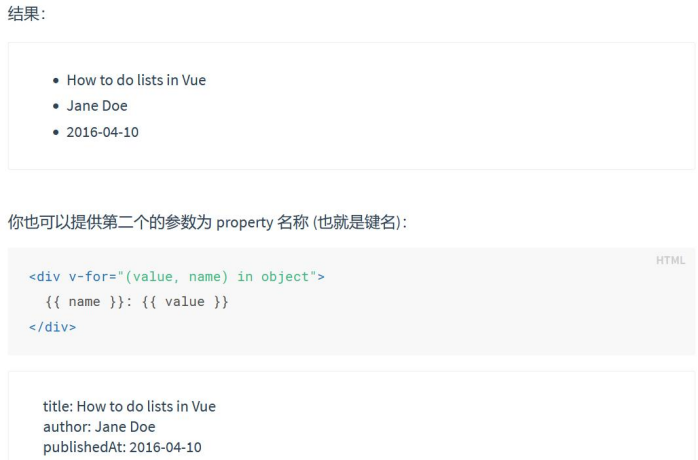 结果：
How to do lists in Vue
Jane Doe
2016-04-10
你也可以提供第二个的参数为 property 名称 (也就是键名)：
HTML
<div v-for="(value, name) in object">
{{ name }}: {{ value }}
</div>
title: How to do lists in Vue
author: Jane Doe
publishedAt: 2016-04-10